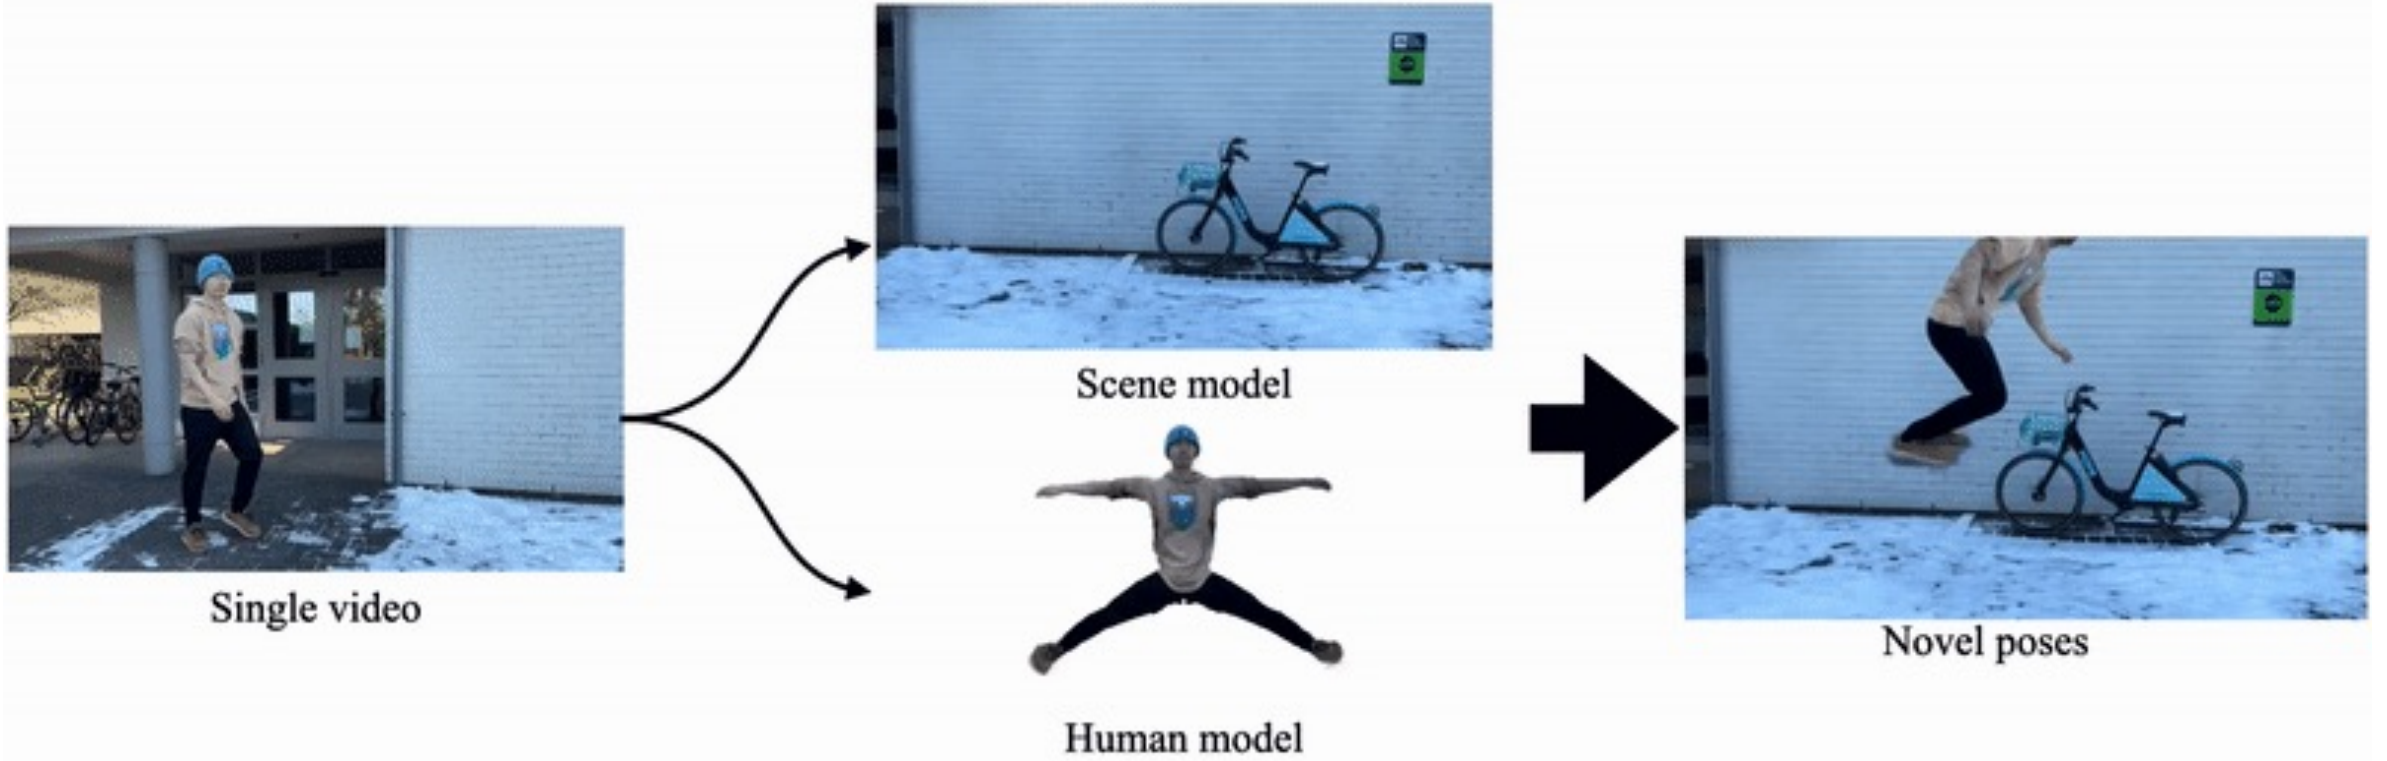 Scene model
Single video
Novel poses
Human model